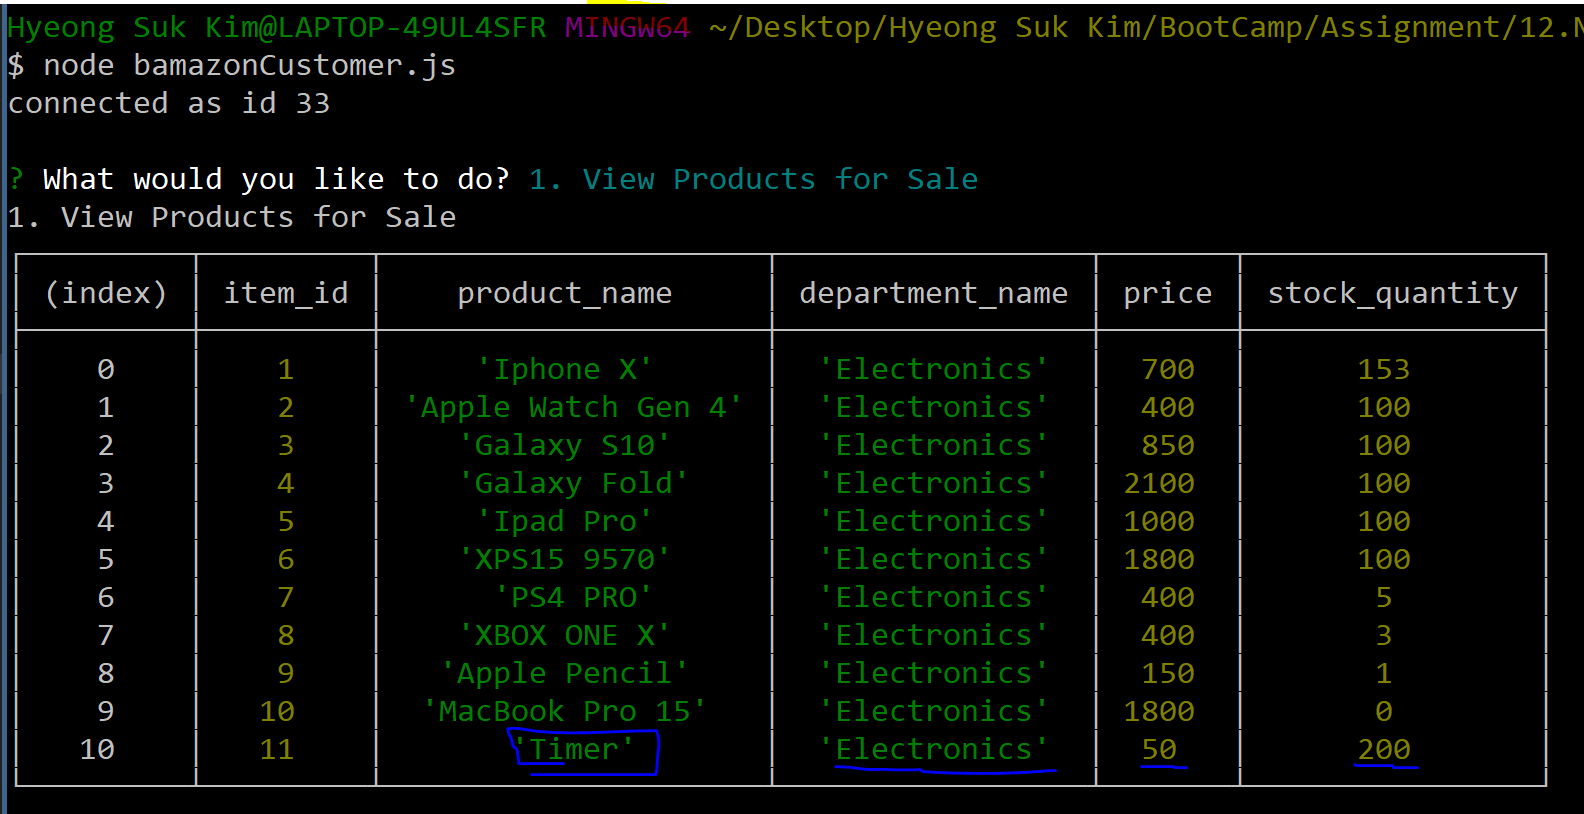 Hyeong Suk Kim@LAPTOP-49UL4SFR MINGW64 ~/Desktop/Hyeong Suk Kim/BootCamp/Assignment/12.N
$ node bamazonCustomer.js
connected as id 33
? What would you like to do? 1. View Products for Sale
1. View Products for Sale
(index) item_id product_name department_name price stock_quantity
0 1 'Iphone X' 'Electronics' 700 153
1 2 'Apple Watch Gen 4' 'Electronics' 400 100
2 3 'Galaxy S10' 'Electronics' 850 100
3 4 'Galaxy Fold' 'Electronics' 2100 100
4 5 'Ipad Pro' 'Electronics' 1000 100
5 6 'XPS15 9570' 'Electronics' 1800 100
6 7 'PS4 PRO' 'Electronics' 400 5
7 8 'XBOX ONE X' 'Electronics' 400 3
8 9 'Apple Pencil' 'Electronics' 150 1
9 10 'MacBook Pro 15' 'Electronics' 1800 0
10 11 'Timer' 'Electronics' 50 200